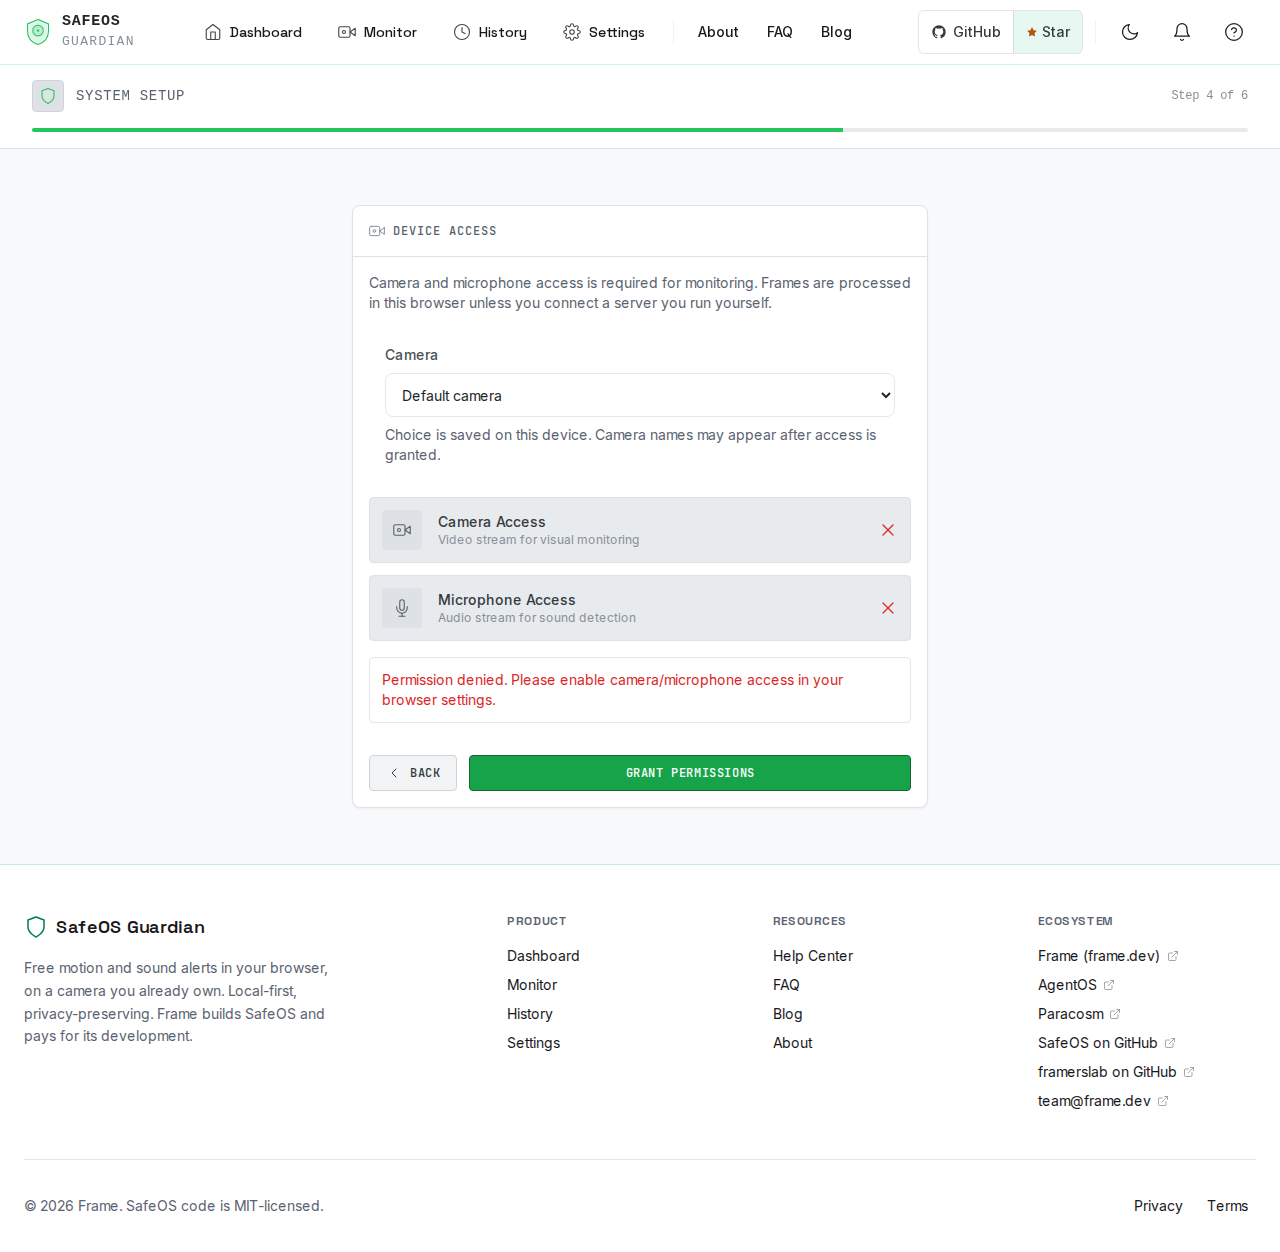 SAFEOS
GUARDIAN
Dashboard
Monitor
History
Settings
About
FAQ
Blog
GitHub
Star
SYSTEM SETUP
Step 4 of 6
DEVICE ACCESS
Camera and microphone access is required for monitoring. Frames are processed
in this browser unless you connect a server you run yourself.
Camera
Default camera
Choice is saved on this device. Camera names may appear after access is
granted.
Camera Access
Video stream for visual monitoring
Microphone Access
Audio stream for sound detection
Permission denied. Please enable camera/microphone access in your
browser settings.
BACK
GRANT PERMISSIONS
SafeOS Guardian
Free motion and sound alerts in your browser,
on a camera you already own. Local-first,
privacy-preserving. Frame builds SafeOS and
pays for its development.
PRODUCT
Dashboard
Monitor
History
Settings
RESOURCES
Help Center
FAQ
Blog
About
ECOSYSTEM
Frame (frame.dev)
AgentOS
Paracosm
SafeOS on GitHub
framerslab on GitHub
team@frame.dev
© 2026 Frame. SafeOS code is MIT-licensed.
Privacy
Terms